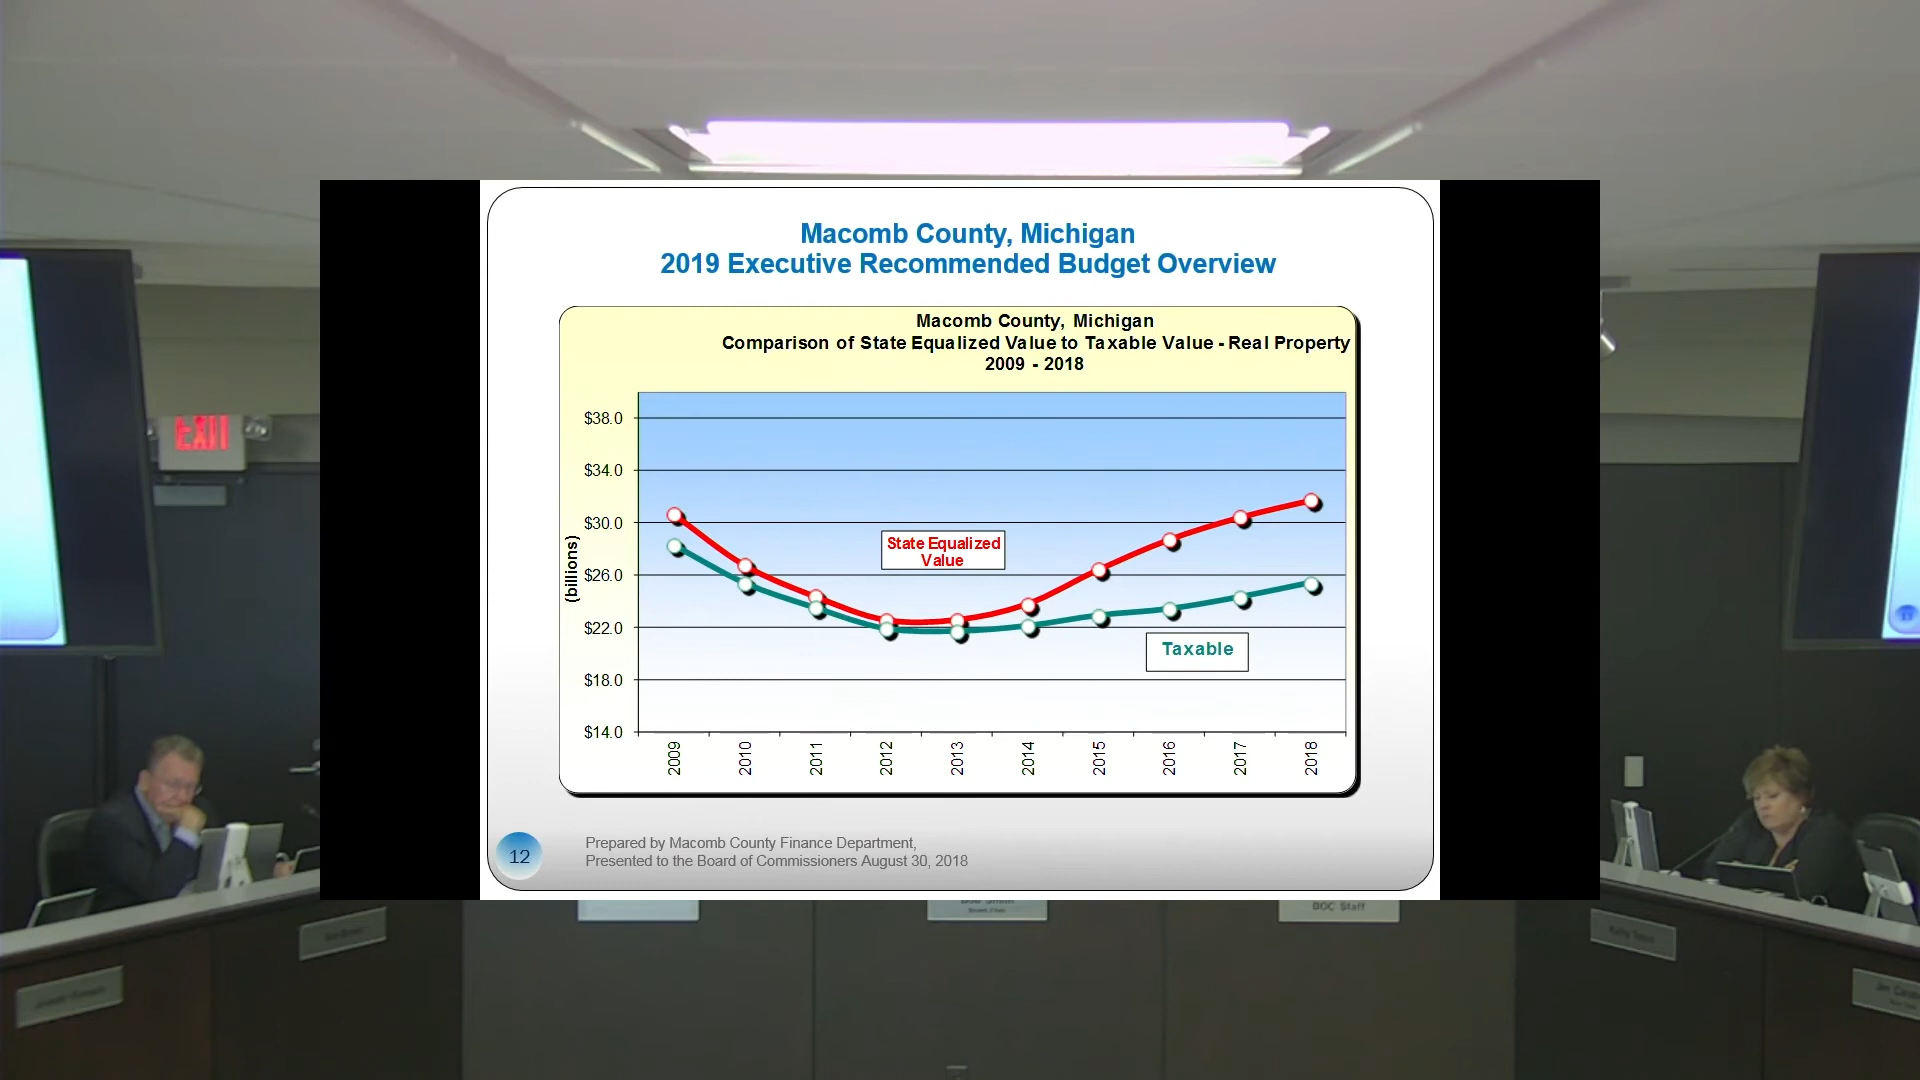 Macomb County, Michigan
2019 Executive Recommended Budget Overview
Macomb County, Michigan
Comparison of State Equalized Value to Taxable Value - Real Property
2009 - 2018
(billions)
$38.0
$34.0
$30.0
$26.0
$22.0
$18.0
$14.0
State Equalized
Value
Taxable
2009
2010
2011
2012
2013
2014
2015
2016
2017
2018
12
Prepared by Macomb County Finance Department,
Presented to the Board of Commissioners August 30, 2018
EXIT
BOC Staff